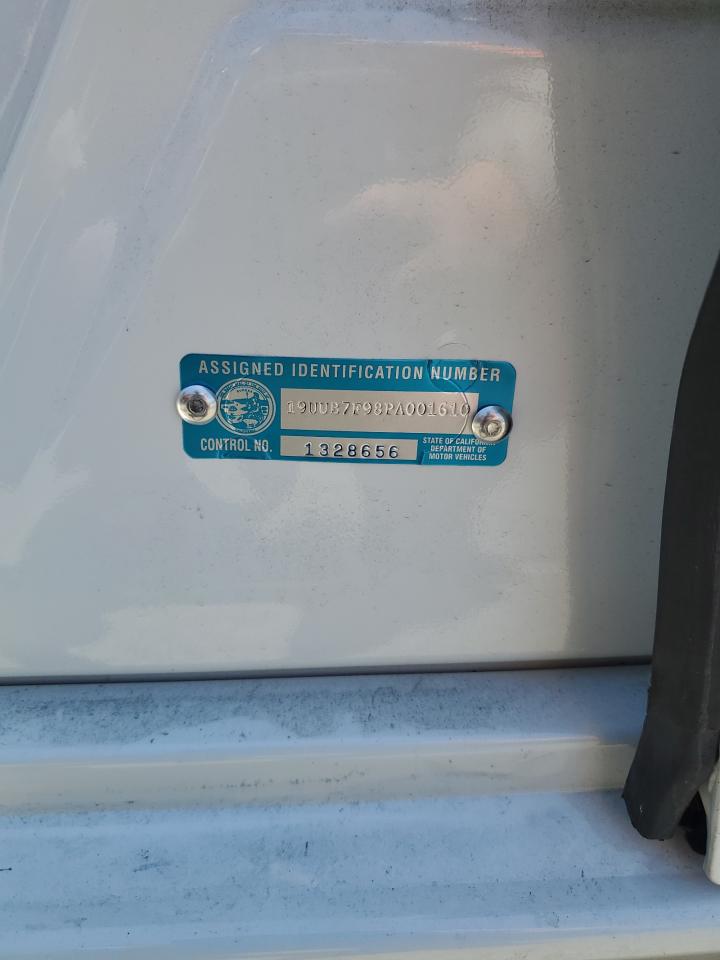 ASSIGNED IDENTIFICATION NUMBER
19UUB7F98PA001610
CONTROL NO.
1328656
STATE OF CALIFORNIA
DEPARTMENT OF
MOTOR VEHICLES